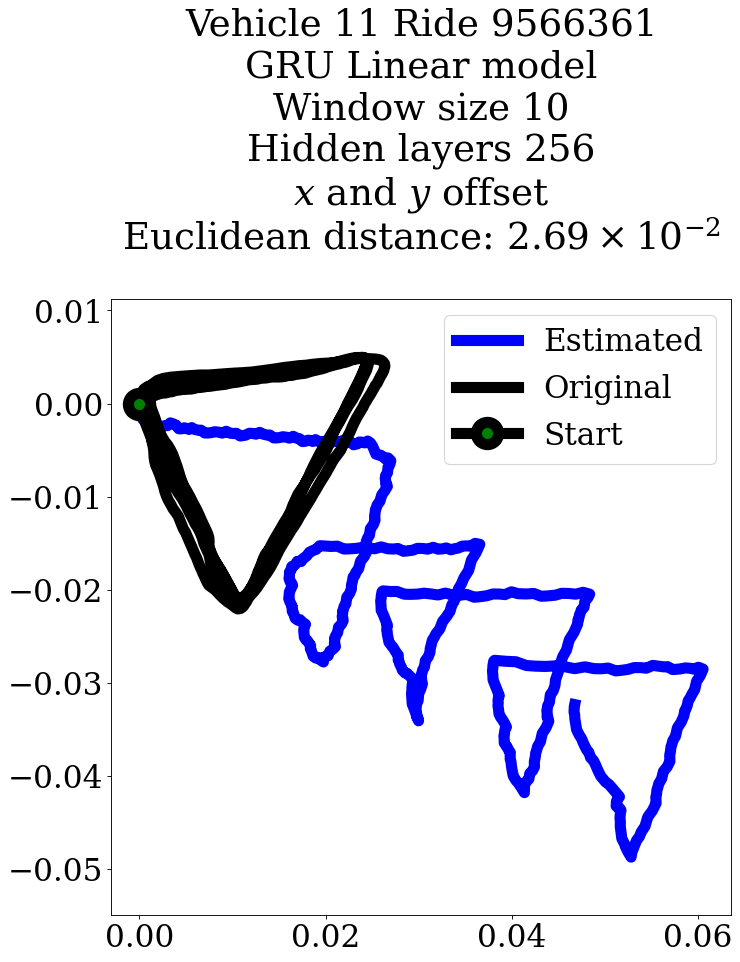 Vehicle 11 Ride 9566361
GRU Linear model
Window size 10
Hidden layers 256
x and y offset
Euclidean distance: 2.69 × 10⁻²
Estimated
Original
Start
0.01
0.00
−0.01
−0.02
−0.03
−0.04
−0.05
0.00 0.02 0.04 0.06